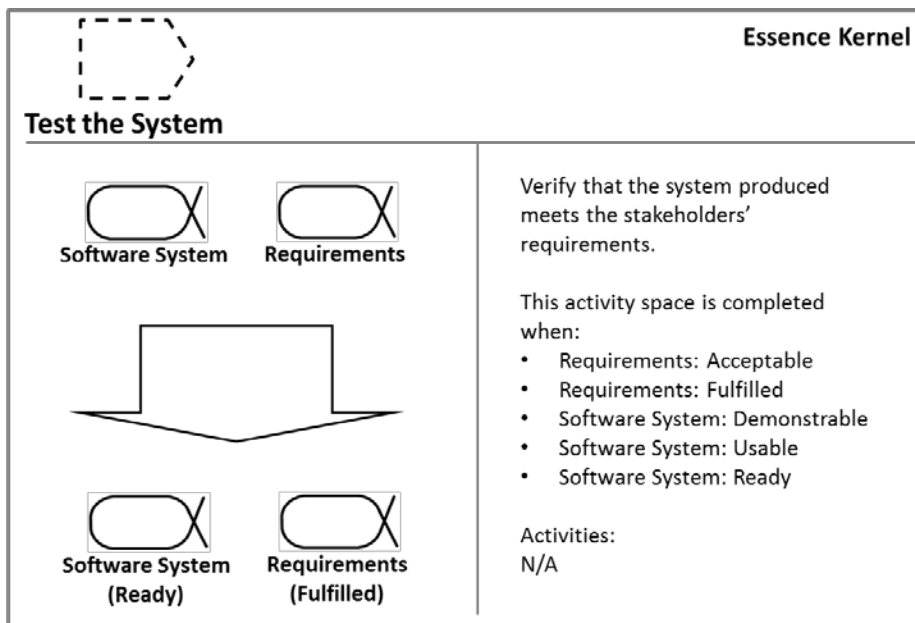 Essence Kernel
Test the System
Software System
Requirements
Software System
(Ready)
Requirements
(Fulfilled)
Verify that the system produced
meets the stakeholders’
requirements.
This activity space is completed
when:
• Requirements: Acceptable
• Requirements: Fulfilled
• Software System: Demonstrable
• Software System: Usable
• Software System: Ready
Activities:
N/A